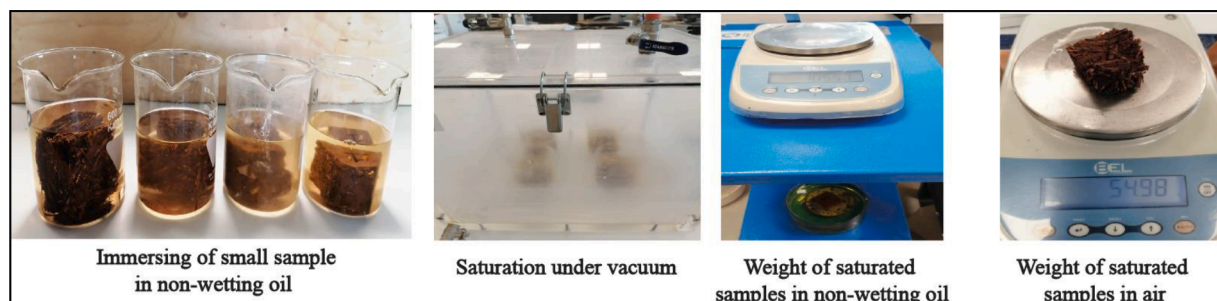 Immersing of small sample
in non-wetting oil
Saturation under vacuum
Weight of saturated
samples in non-wetting oil
Weight of saturated
samples in air
BEL
54.98